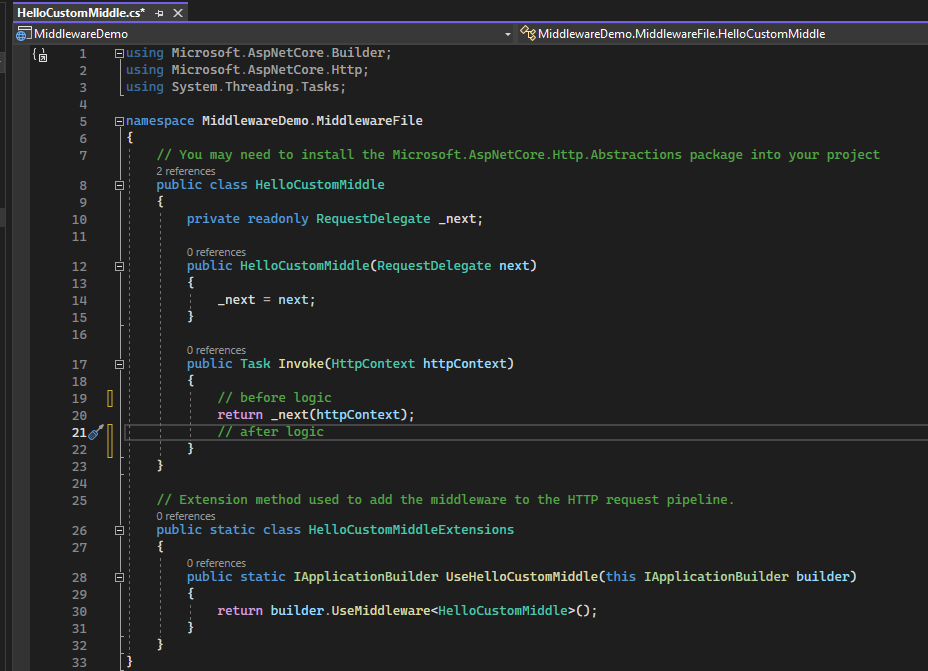 HelloCustomMiddle.cs*
MiddlewareDemo MiddlewareDemo.MiddlewareFile.HelloCustomMiddle
1 using Microsoft.AspNetCore.Builder;
2 using Microsoft.AspNetCore.Http;
3 using System.Threading.Tasks;
4
5 namespace MiddlewareDemo.MiddlewareFile
6 {
7 // You may need to install the Microsoft.AspNetCore.Http.Abstractions package into your project
2 references
8 public class HelloCustomMiddle
9 {
10 private readonly RequestDelegate _next;
11
0 references
12 public HelloCustomMiddle(RequestDelegate next)
13 {
14 _next = next;
15 }
16
0 references
17 public Task Invoke(HttpContext httpContext)
18 {
19 // before logic
20 return _next(httpContext);
21 // after logic
22 }
23 }
24
25 // Extension method used to add the middleware to the HTTP request pipeline.
0 references
26 public static class HelloCustomMiddleExtensions
27 {
0 references
28 public static IApplicationBuilder UseHelloCustomMiddle(this IApplicationBuilder builder)
29 {
30 return builder.UseMiddleware<HelloCustomMiddle>();
31 }
32 }
33 }